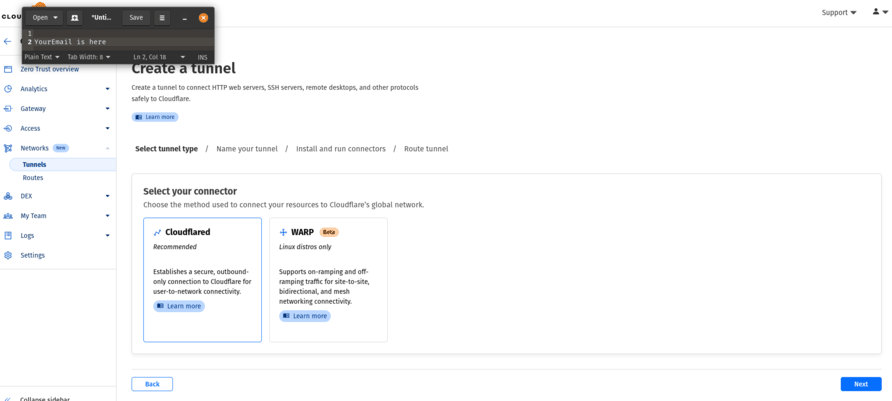 CLOU
Open
"Unti...
Save
1
2 YourEmail is here
Plain Text
Tab Width: 8
Ln 2, Col 18
INS
Support
Zero Trust overview
Analytics
Gateway
Access
Networks New
Tunnels
Routes
DEX
My Team
Logs
Settings
Collapse sidebar
Create a tunnel
Create a tunnel to connect HTTP web servers, SSH servers, remote desktops, and other protocols
safely to Cloudflare.
Learn more
Select tunnel type / Name your tunnel / Install and run connectors / Route tunnel
Select your connector
Choose the method used to connect your resources to Cloudflare's global network.
Cloudflared
Recommended
Establishes a secure, outbound-
only connection to Cloudflare for
user-to-network connectivity.
Learn more
WARP Beta
Linux distros only
Supports on-ramping and off-
ramping traffic for site-to-site,
bidirectional, and mesh
networking connectivity.
Learn more
Back
Next